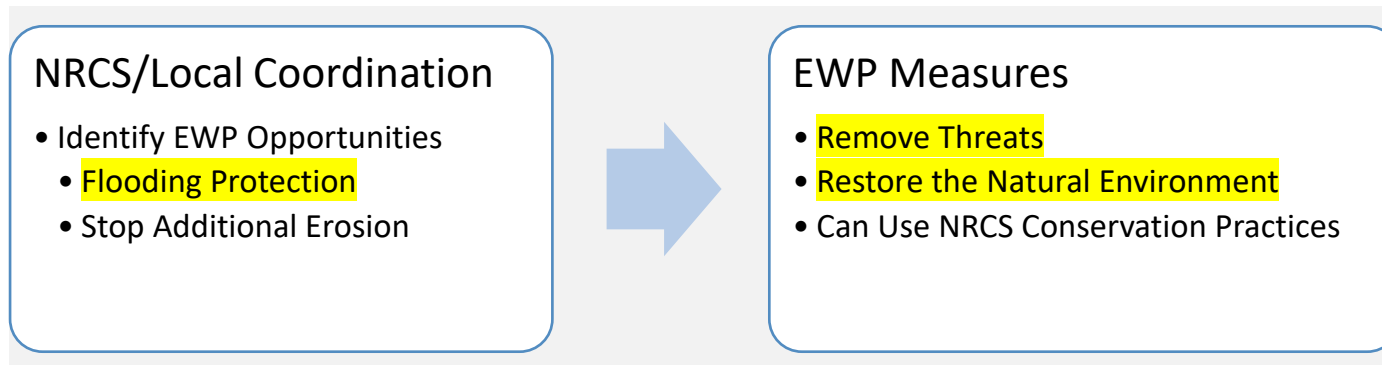 NRCS/Local Coordination
• Identify EWP Opportunities
• Flooding Protection
• Stop Additional Erosion
EWP Measures
• Remove Threats
• Restore the Natural Environment
• Can Use NRCS Conservation Practices